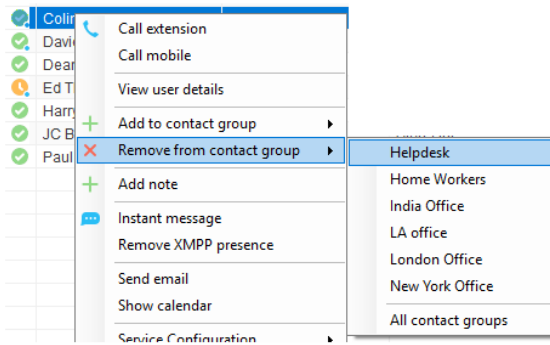 Colin
Call extension
David
Call mobile
Dear
Ed T
View user details
Harry
Add to contact group
JC B
Remove from contact group
Paul
Helpdesk
Add note
Home Workers
India Office
Instant message
LA office
Remove XMPP presence
London Office
Send email
New York Office
Show calendar
All contact groups
Service Configuration